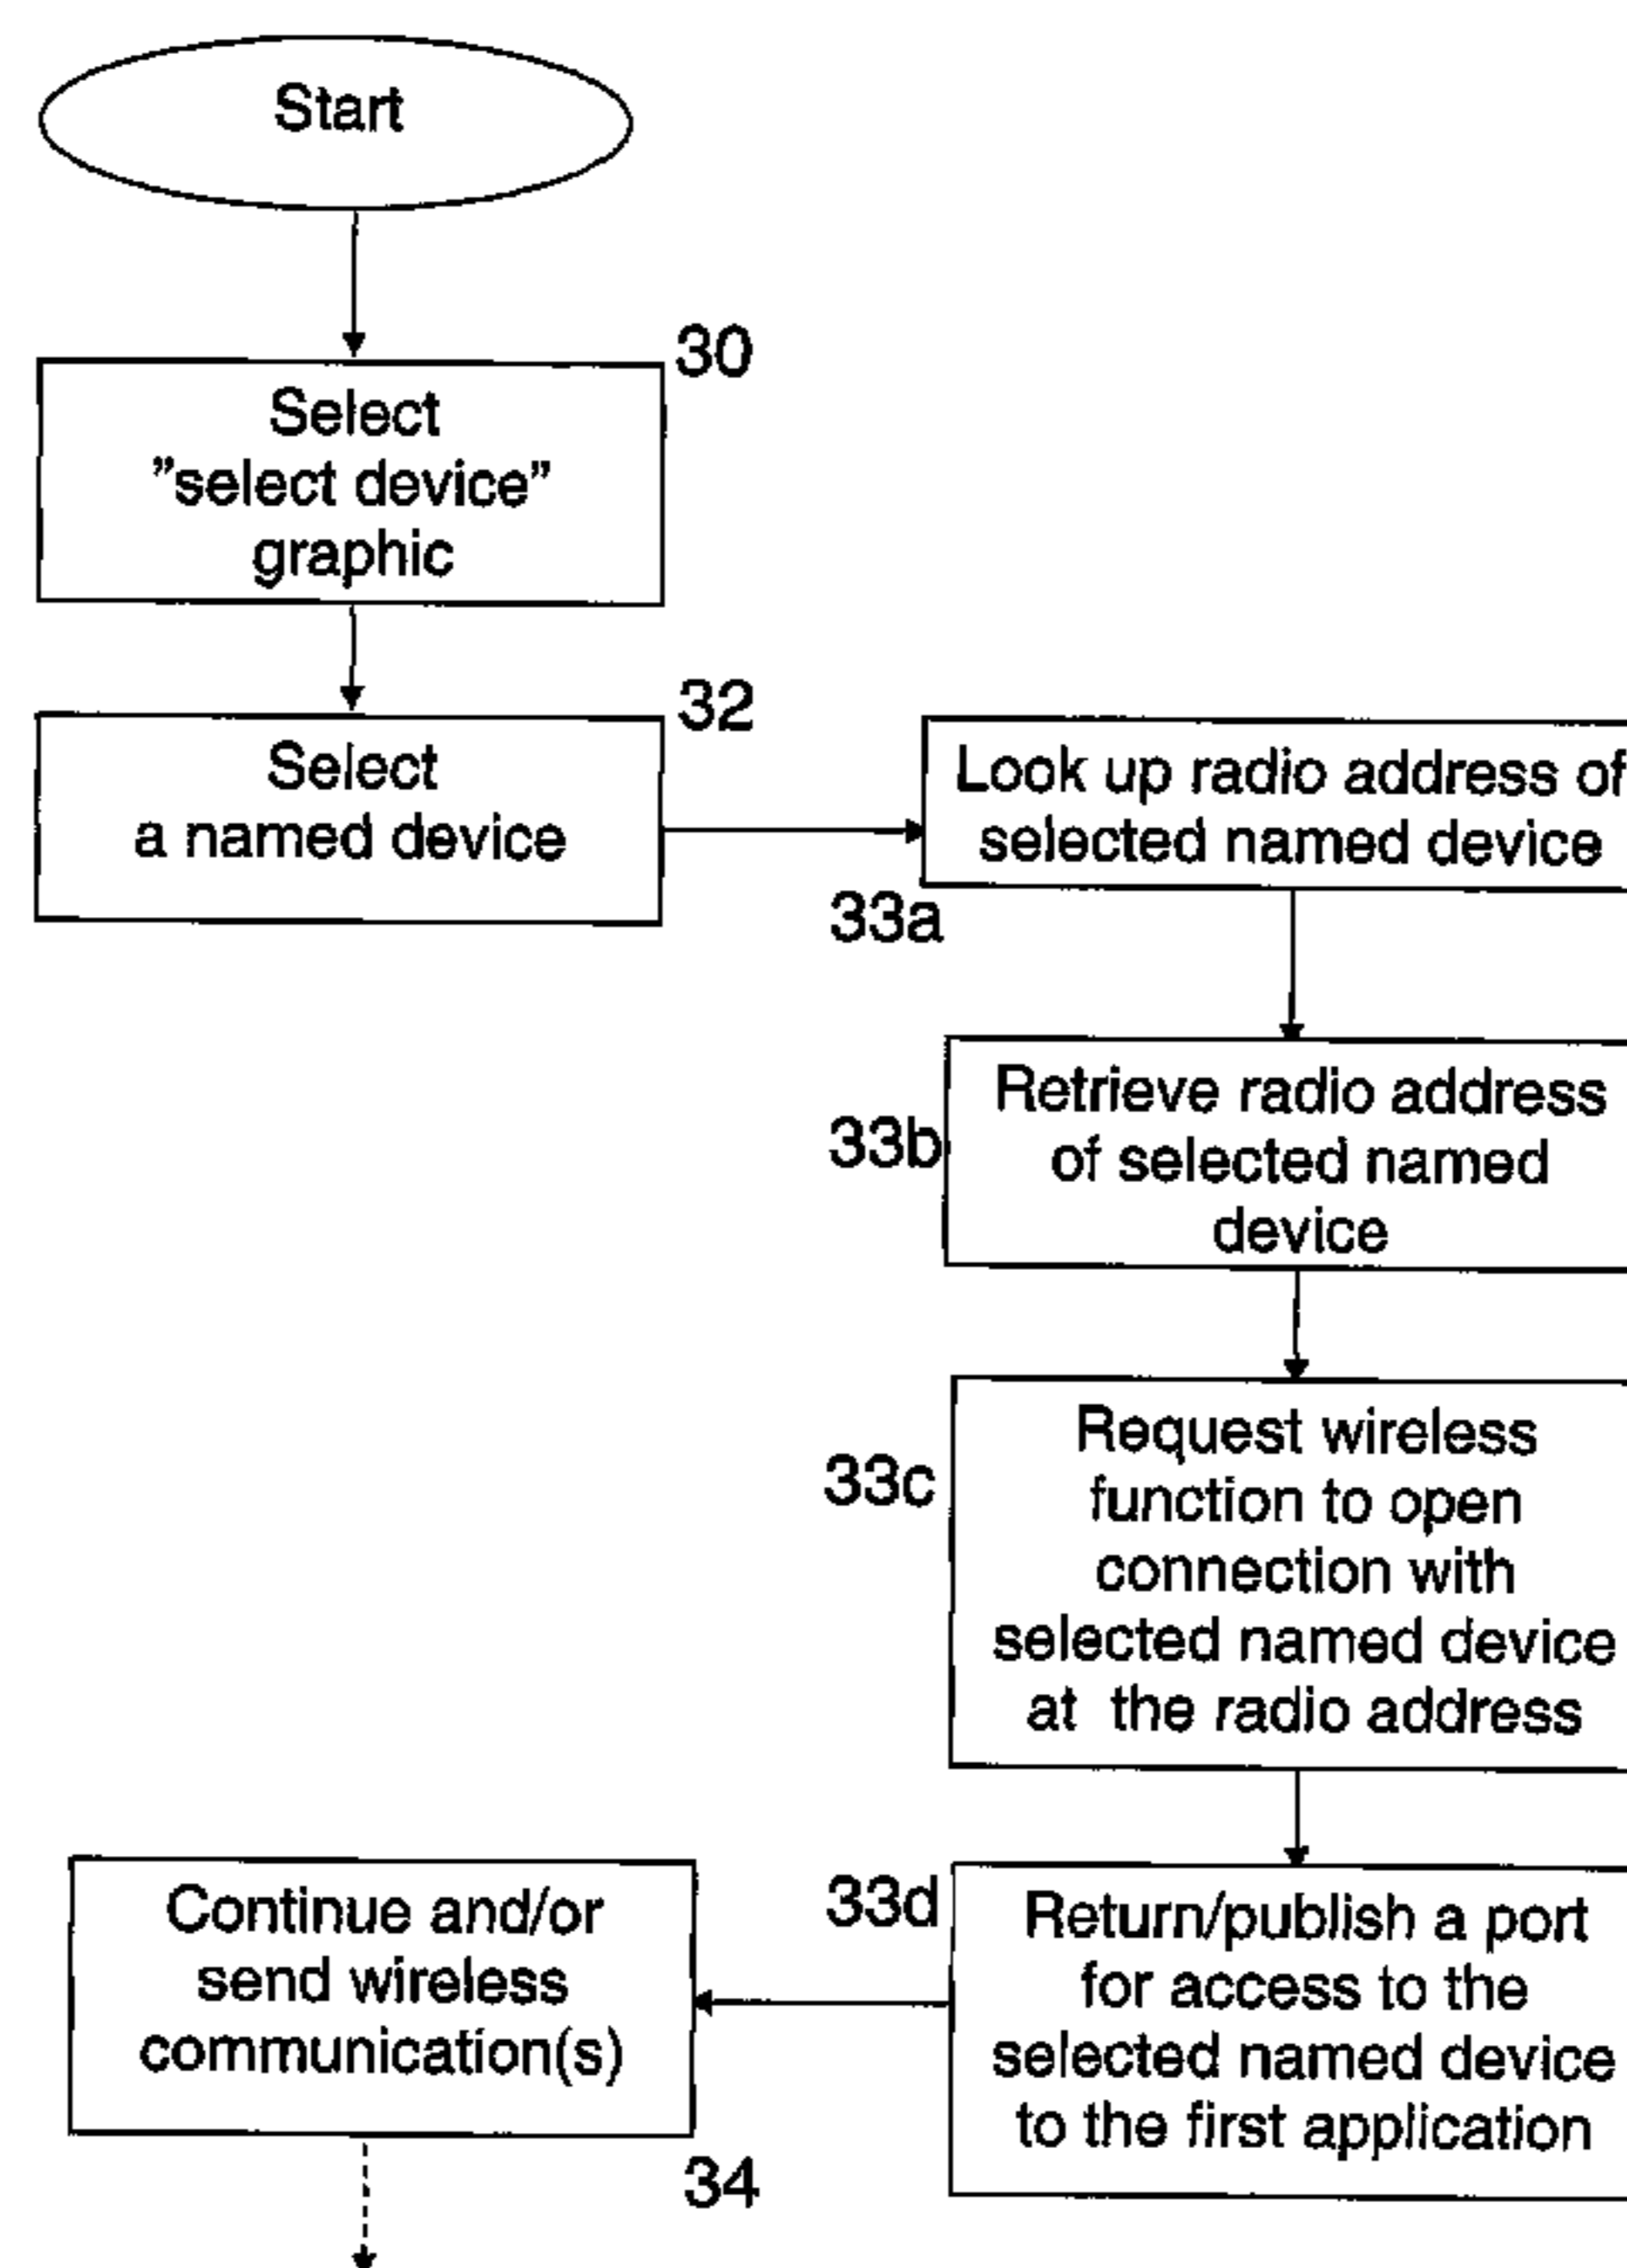 Start
30
Select
"select device"
graphic
32
Select
a named device
Look up radio address of
selected named device
33a
33b
Retrieve radio address
of selected named
device
33c
Request wireless
function to open
connection with
selected named device
at the radio address
33d
Return/publish a port
for access to the
selected named device
to the first application
Continue and/or
send wireless
communication(s)
34